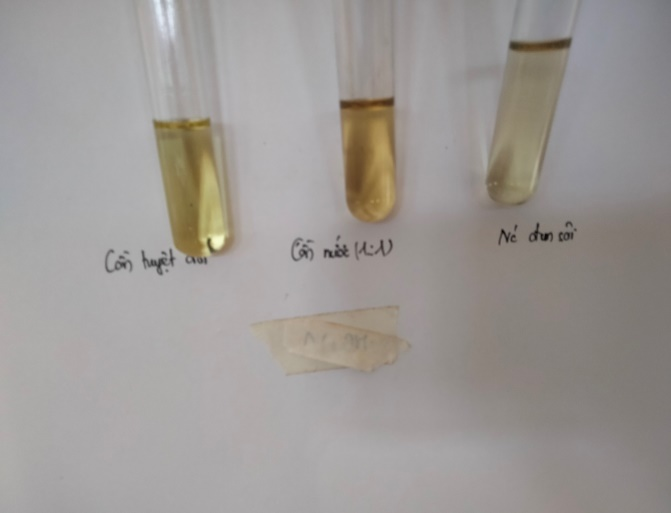 Cồn tuyệt đối
Cồn nước (1:1)
Nc đun sôi